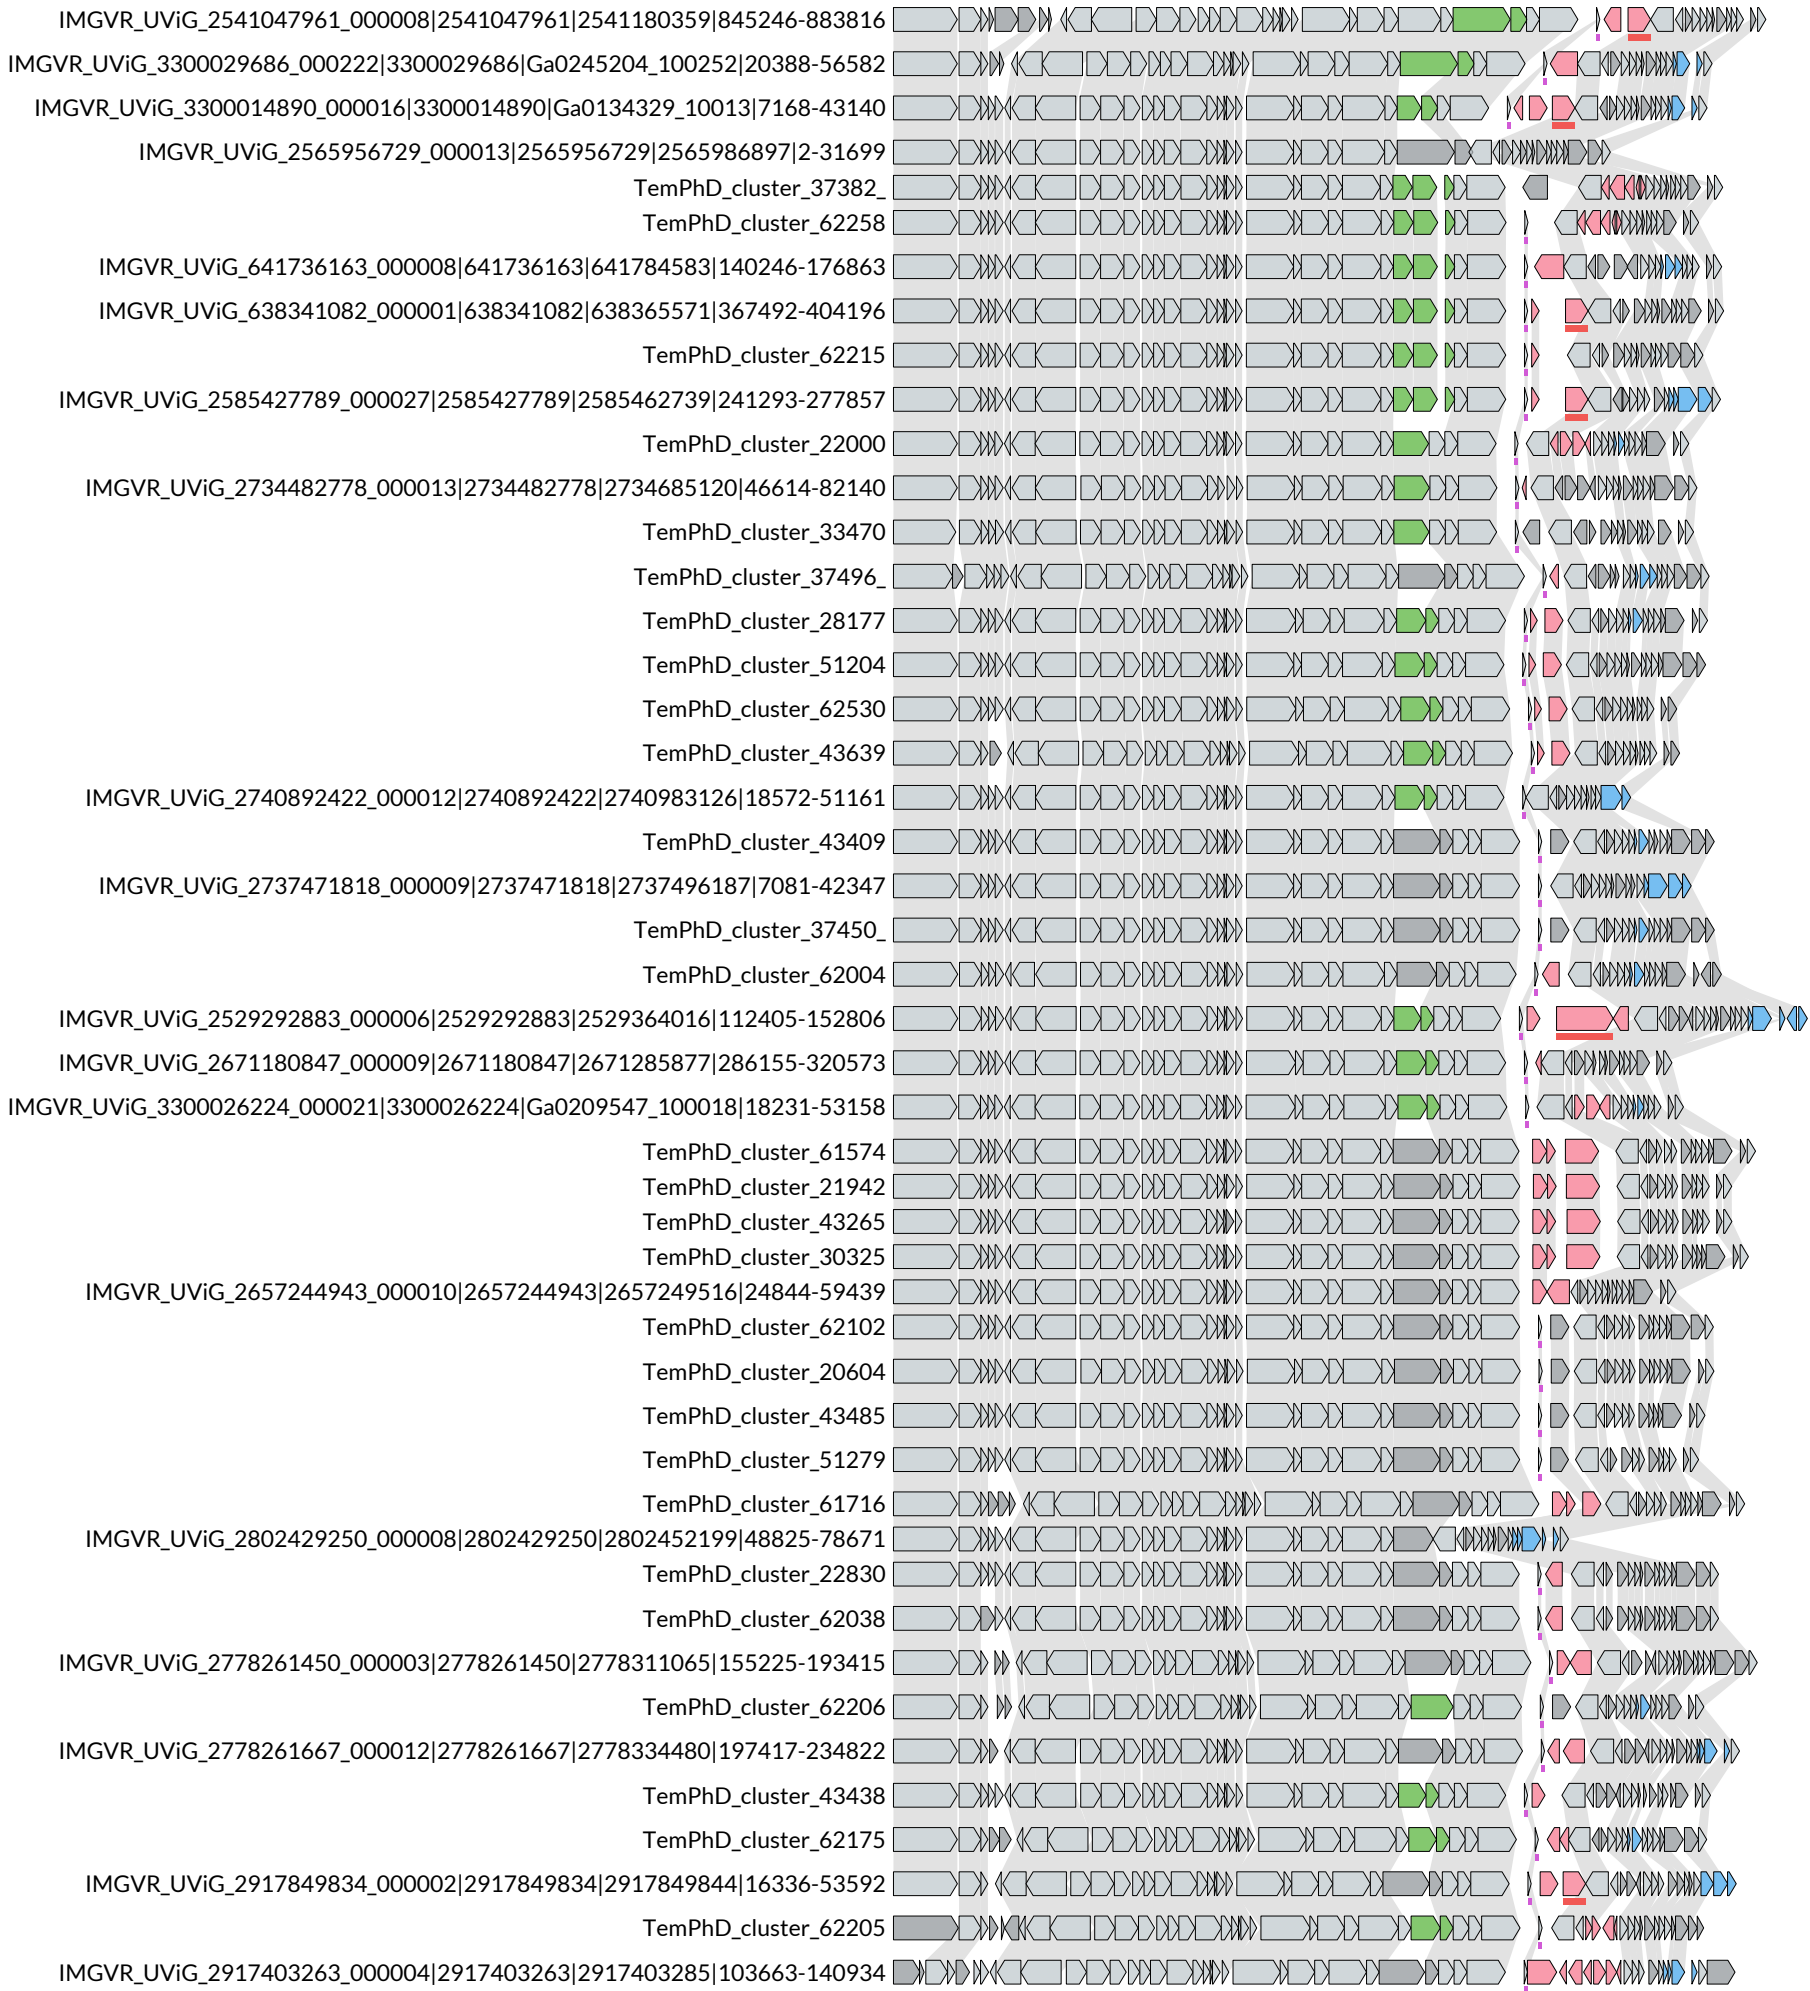 IMGVR_UViG_2541047961_000008|2541047961|2541180359|845246-883816
IMGVR_UViG_3300029686_000222|3300029686|Ga0245204_100252|20388-56582
IMGVR_UViG_3300014890_000016|3300014890|Ga0134329_10013|7168-43140
IMGVR_UViG_2565956729_000013|2565956729|2565986897|2-31699
TemPhD_cluster_37382_
TemPhD_cluster_62258
IMGVR_UViG_641736163_000008|641736163|641784583|140246-176863
IMGVR_UViG_638341082_000001|638341082|638365571|367492-404196
TemPhD_cluster_62215
IMGVR_UViG_2585427789_000027|2585427789|2585462739|241293-277857
TemPhD_cluster_22000
IMGVR_UViG_2734482778_000013|2734482778|2734685120|46614-82140
TemPhD_cluster_33470
TemPhD_cluster_37496_
TemPhD_cluster_28177
TemPhD_cluster_51204
TemPhD_cluster_62530
TemPhD_cluster_43639
IMGVR_UViG_2740892422_000012|2740892422|2740983126|18572-51161
TemPhD_cluster_43409
IMGVR_UViG_2737471818_000009|2737471818|2737496187|7081-42347
TemPhD_cluster_37450_
TemPhD_cluster_62004
IMGVR_UViG_2529292883_000006|2529292883|2529364016|112405-152806
IMGVR_UViG_2671180847_000009|2671180847|2671285877|286155-320573
IMGVR_UViG_3300026224_000021|3300026224|Ga0209547_100018|18231-53158
TemPhD_cluster_61574
TemPhD_cluster_21942
TemPhD_cluster_43265
TemPhD_cluster_30325
IMGVR_UViG_2657244943_000010|2657244943|2657249516|24844-59439
TemPhD_cluster_62102
TemPhD_cluster_20604
TemPhD_cluster_43485
TemPhD_cluster_51279
TemPhD_cluster_61716
IMGVR_UViG_2802429250_000008|2802429250|2802452199|48825-78671
TemPhD_cluster_22830
TemPhD_cluster_62038
IMGVR_UViG_2778261450_000003|2778261450|2778311065|155225-193415
TemPhD_cluster_62206
IMGVR_UViG_2778261667_000012|2778261667|2778334480|197417-234822
TemPhD_cluster_43438
TemPhD_cluster_62175
IMGVR_UViG_2917849834_000002|2917849834|2917849844|16336-53592
TemPhD_cluster_62205
IMGVR_UViG_2917403263_000004|2917403263|2917403285|103663-140934